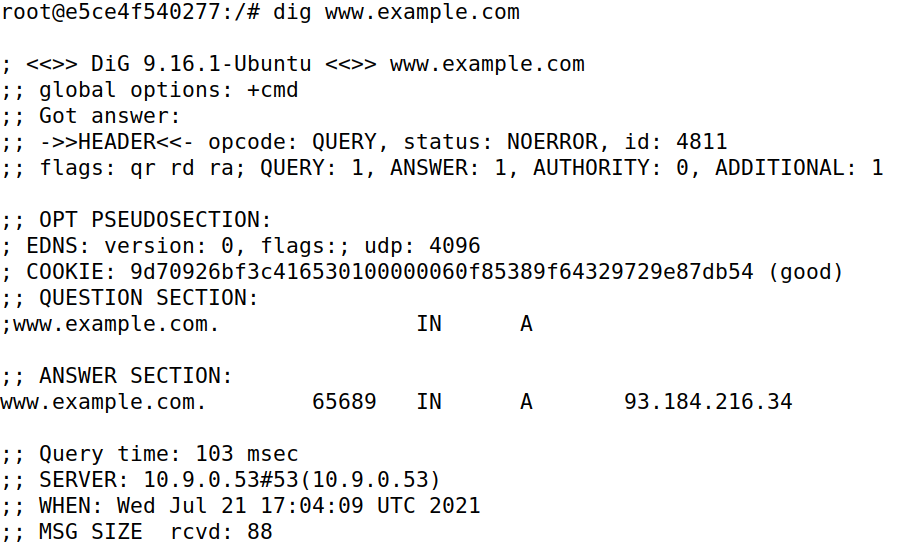 root@e5ce4f540277:/# dig www.example.com
; <<>> DiG 9.16.1-Ubuntu <<>> www.example.com
;; global options: +cmd
;; Got answer:
;; ->>HEADER<<- opcode: QUERY, status: NOERROR, id: 4811
;; flags: qr rd ra; QUERY: 1, ANSWER: 1, AUTHORITY: 0, ADDITIONAL: 1
;; OPT PSEUDOSECTION:
; EDNS: version: 0, flags:; udp: 4096
; COOKIE: 9d70926bf3c416530100000060f85389f64329729e87db54 (good)
;; QUESTION SECTION:
;www.example.com. IN A
;; ANSWER SECTION:
www.example.com. 65689 IN A 93.184.216.34
;; Query time: 103 msec
;; SERVER: 10.9.0.53#53(10.9.0.53)
;; WHEN: Wed Jul 21 17:04:09 UTC 2021
;; MSG SIZE  rcvd: 88